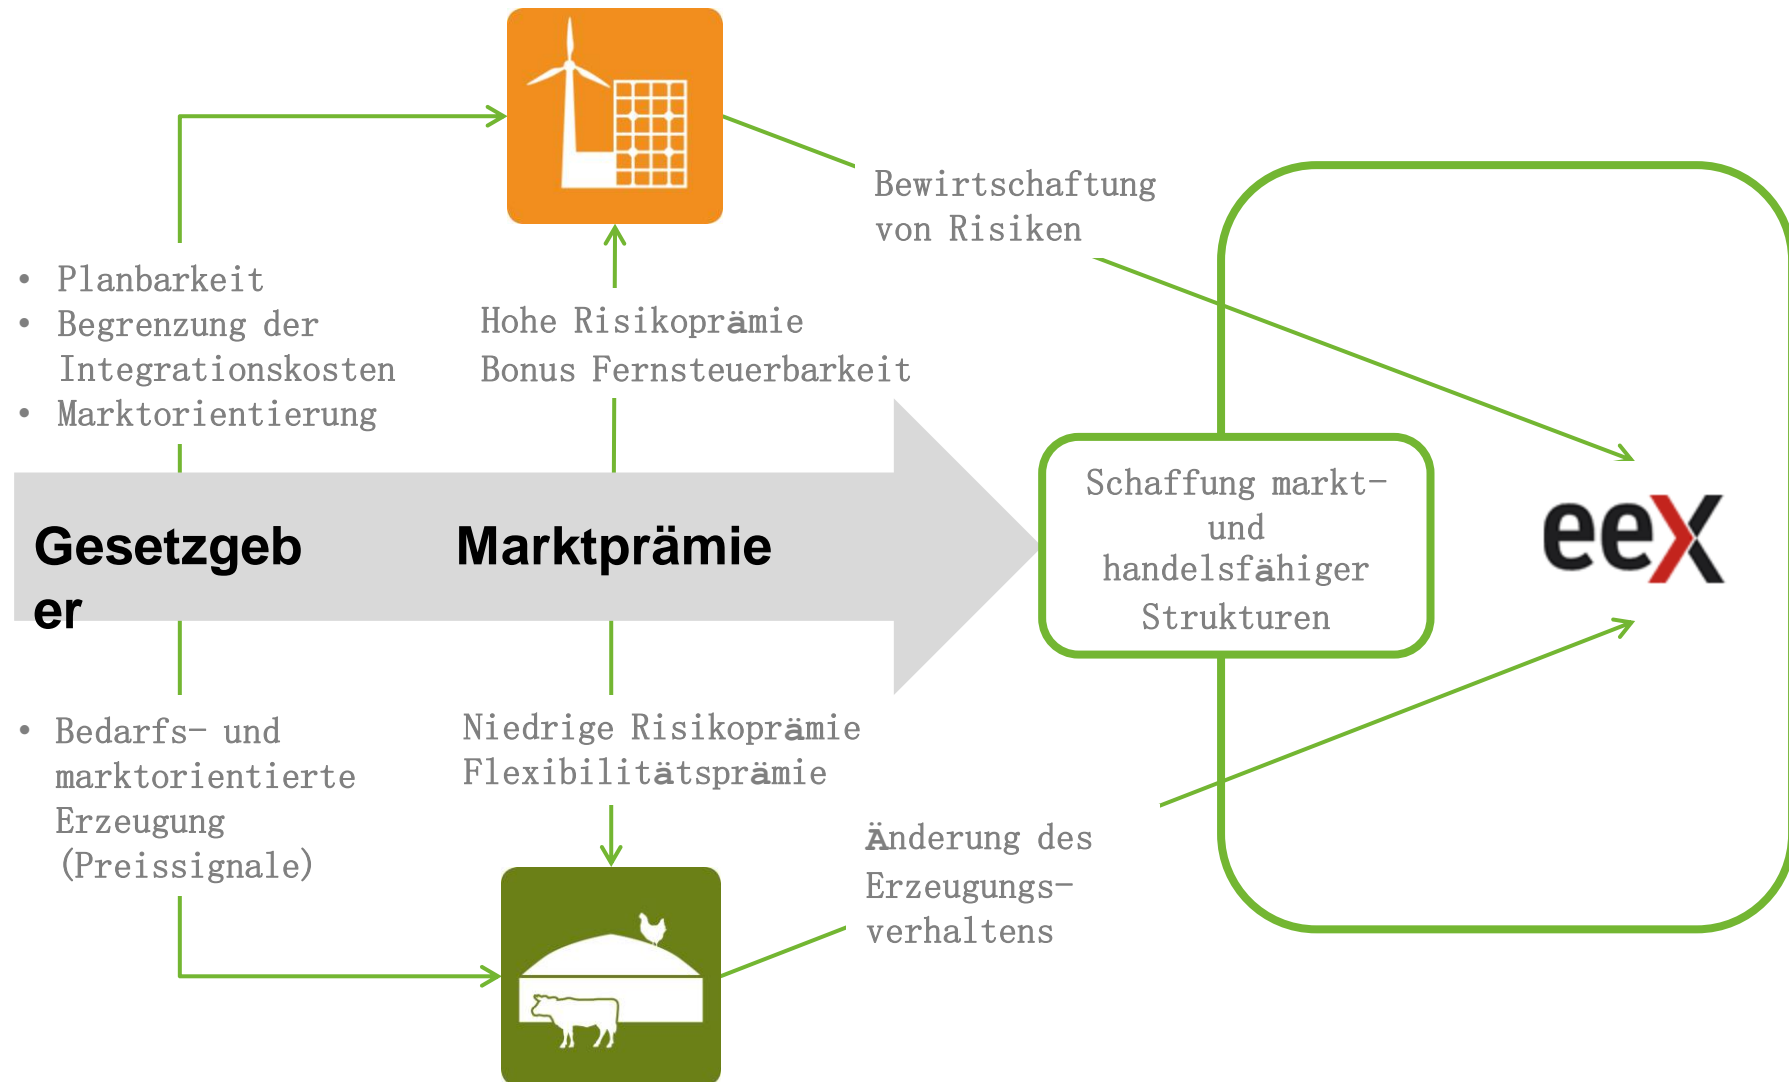 Bewirtschaftung
von Risiken
• Planbarkeit
• Begrenzung der
Integrationskosten
• Marktorientierung
Hohe Risikoprämie
Bonus Fernsteuerbarkeit
Gesetzgeb
er
Marktprämie
Schaffung markt-
und
handelsfähiger
Strukturen
eex
• Bedarfs- und
marktorientierte
Erzeugung
(Preissignale)
Niedrige Risikoprämie
Flexibilitätsprämie
Änderung des
Erzeugungs-
verhaltens